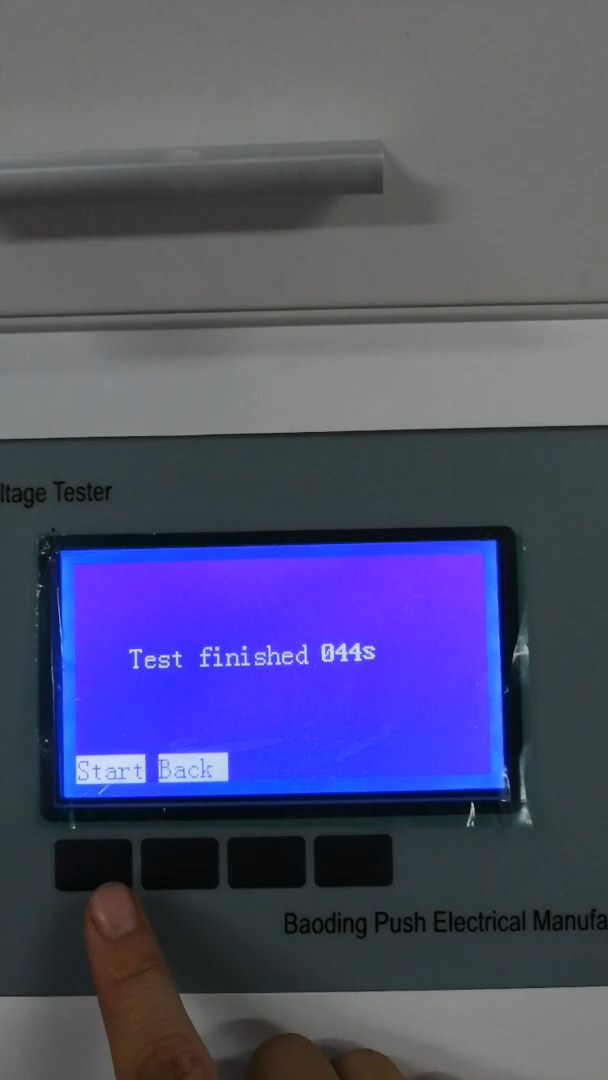 ltage Tester
Test finished 044s
Start Back
Baoding Push Electrical Manufa